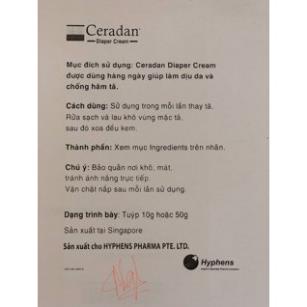 Ceradan®
Diaper Cream
Mục đích sử dụng: Ceradan Diaper Cream
được dùng hàng ngày giúp làm dịu da và
chống hăm tã.
Cách dùng: Sử dụng trong mỗi lần thay tã.
Rửa sạch và lau khô vùng mặc tã,
sau đó xoa đều kem.
Thành phần: Xem mục Ingredients trên nhãn.
Chú ý: Bảo quản nơi khô, mát,
tránh ánh nắng trực tiếp.
Vặn chặt nắp sau mỗi lần sử dụng.
Dạng trình bày: Tuýp 10g hoặc 50g
Sản xuất tại Singapore
Sản xuất cho HYPHENS PHARMA PTE. LTD.
Hyphens